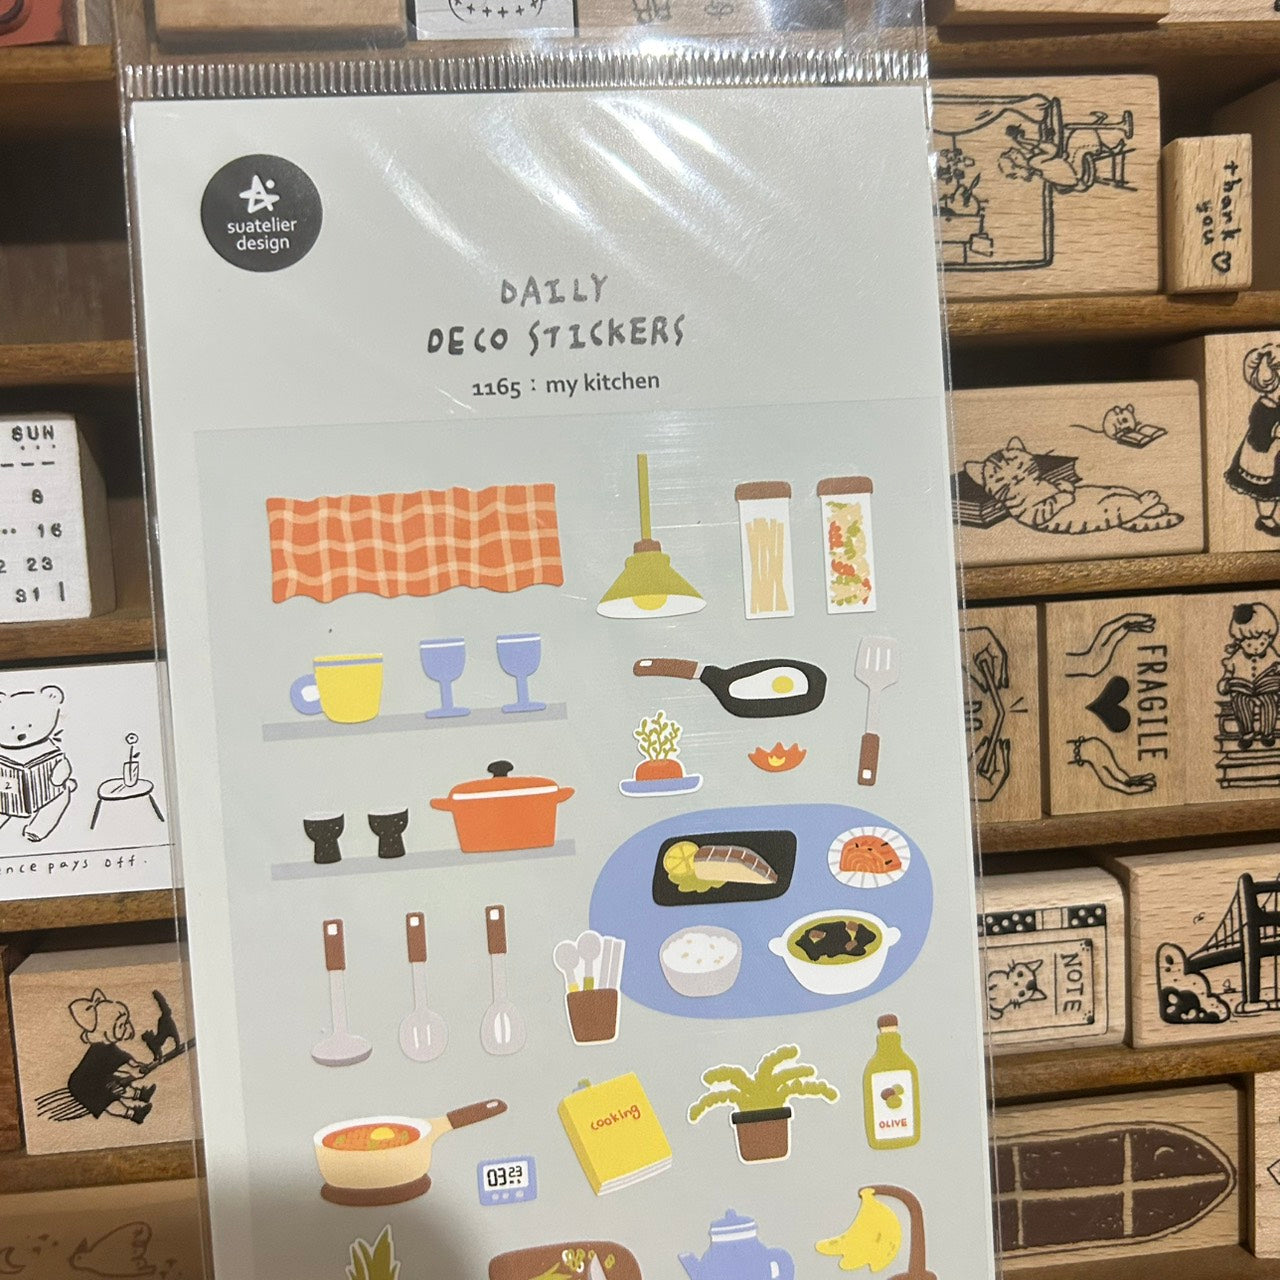 suatelier
design
DAILY
DECO STICKERS
1165 : my kitchen
cooking
OLIVE
03 23
SUN
8
16
23
31
pays off.
thank
you
FRAGILE
NOTE